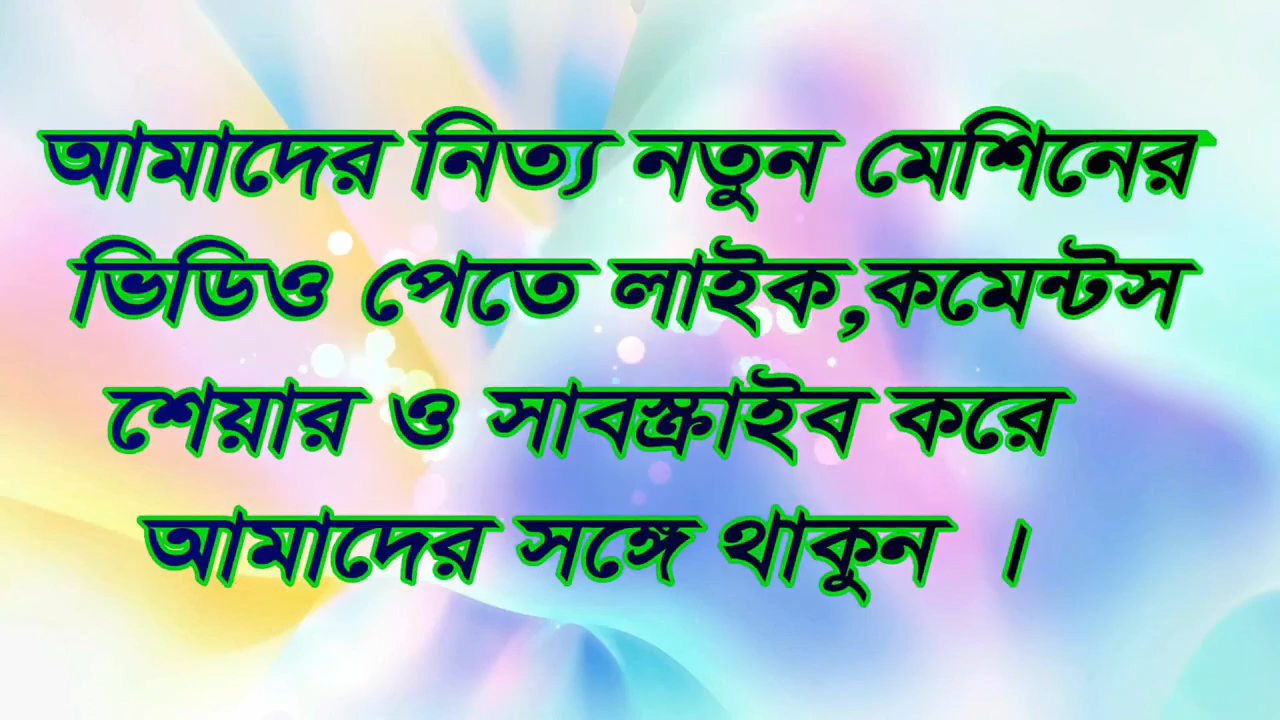 আমাদের নিত্য নতুন মেশিনের
ভিডিও পেতে লাইক,কমেন্টস
শেয়ার ও সাবস্ক্রাইব করে
আমাদের সঙ্গে থাকুন ।